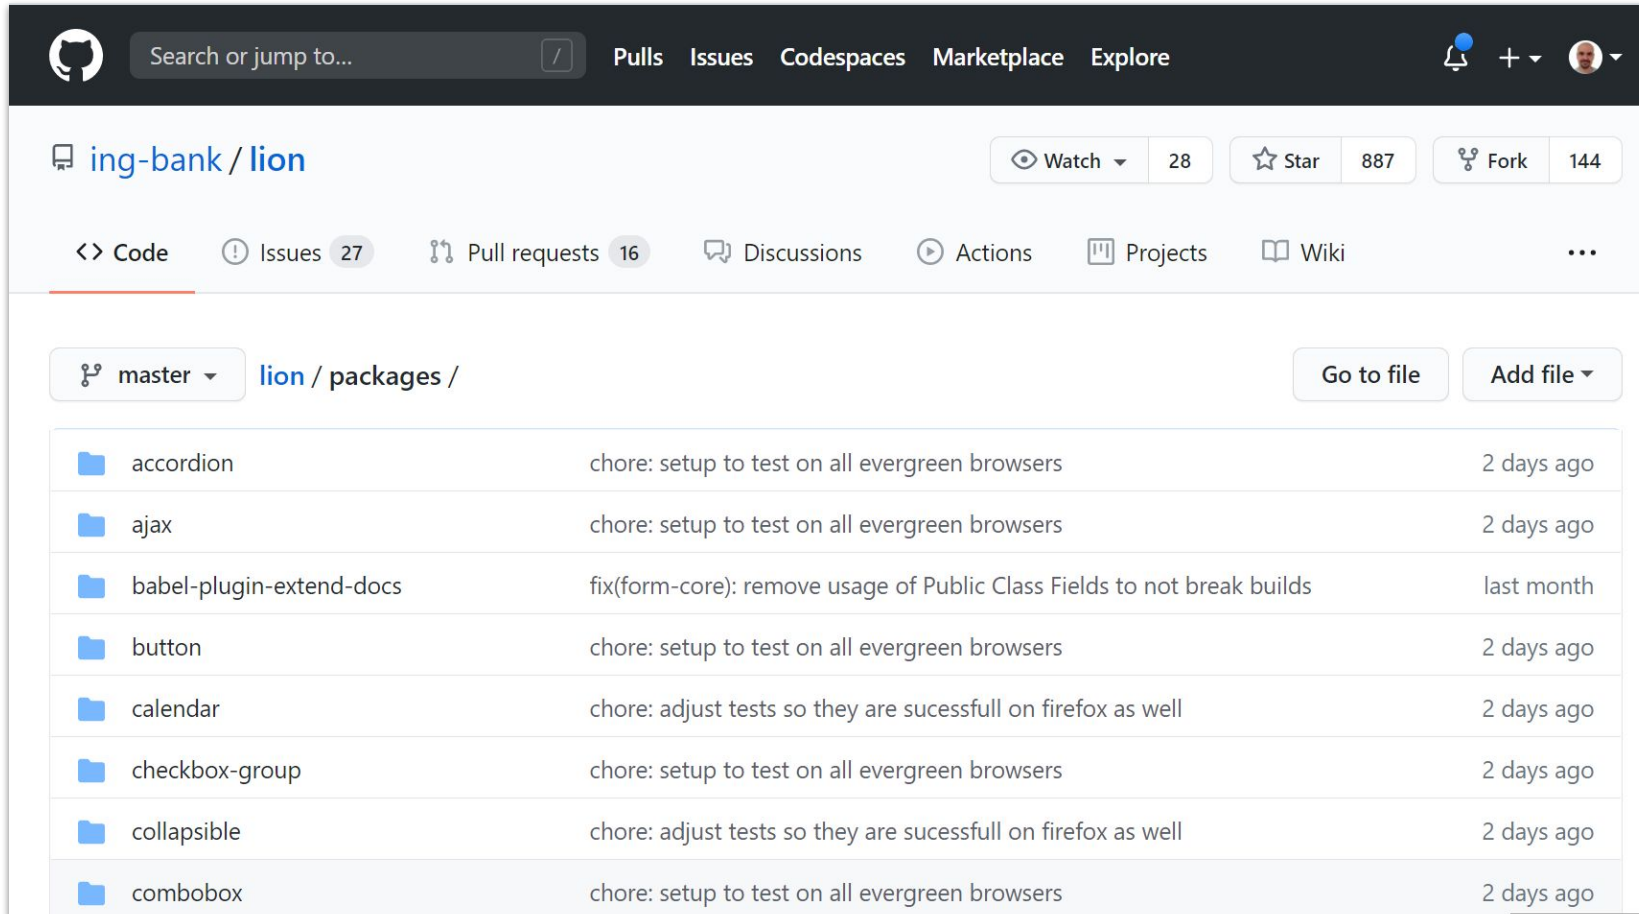 Search or jump to... / Pulls Issues Codespaces Marketplace Explore
ing-bank / lion Watch 28 Star 887 Fork 144
Code Issues 27 Pull requests 16 Discussions Actions Projects Wiki ...
master lion / packages / Go to file Add file
accordion chore: setup to test on all evergreen browsers 2 days ago
ajax chore: setup to test on all evergreen browsers 2 days ago
babel-plugin-extend-docs fix(form-core): remove usage of Public Class Fields to not break builds last month
button chore: setup to test on all evergreen browsers 2 days ago
calendar chore: adjust tests so they are sucessfull on firefox as well 2 days ago
checkbox-group chore: setup to test on all evergreen browsers 2 days ago
collapsible chore: adjust tests so they are sucessfull on firefox as well 2 days ago
combobox chore: setup to test on all evergreen browsers 2 days ago